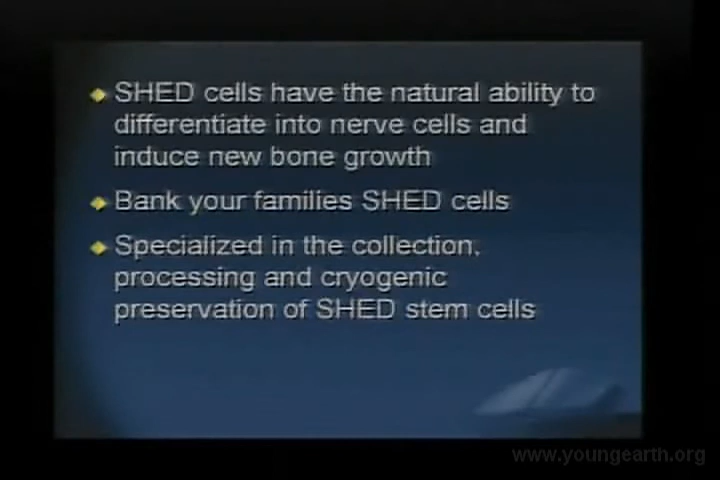 SHED cells have the natural ability to
differentiate into nerve cells and
induce new bone growth
Bank your families SHED cells
Specialized in the collection,
processing and cryogenic
preservation of SHED stem cells
www.youngearth.org